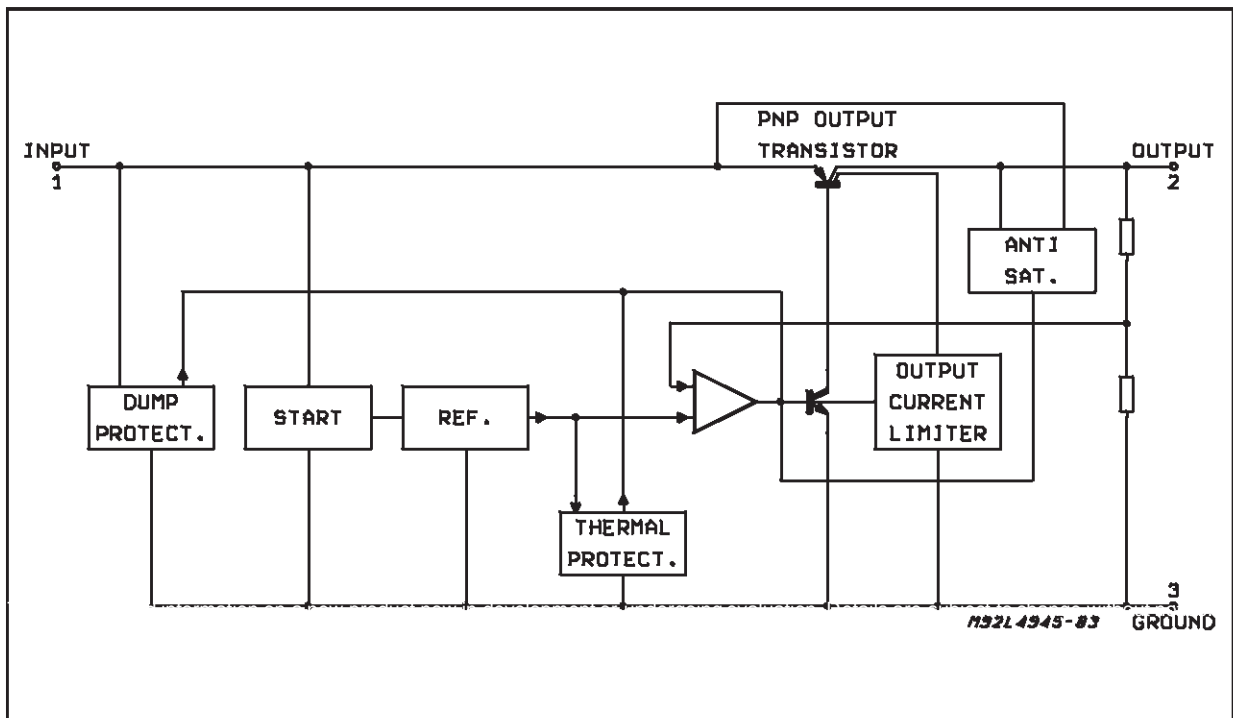 PNP OUTPUT
TRANSISTOR
INPUT
1
OUTPUT
2
ANTI
SAT.
DUMP
PROTECT.
START
REF.
OUTPUT
CURRENT
LIMITER
THERMAL
PROTECT.
3
GROUND
M92L4945-03